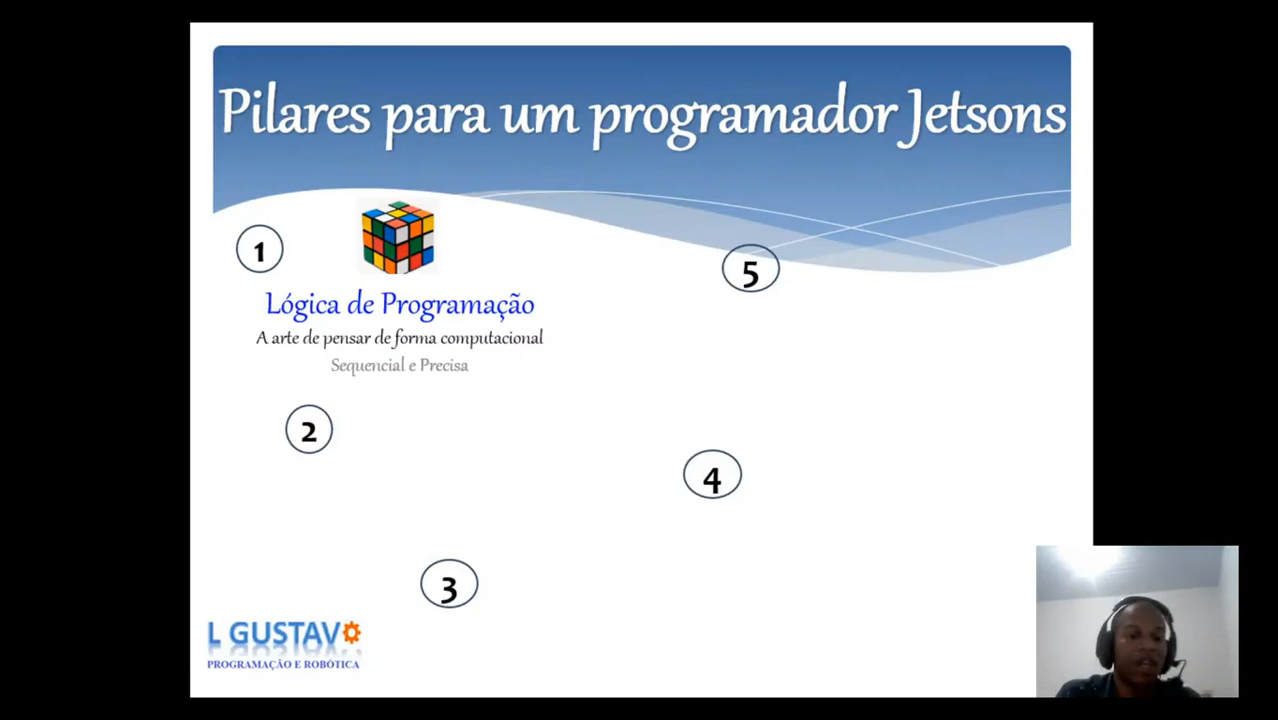 Pilares para um programador Jetsons
1
Lógica de Programação
A arte de pensar de forma computacional
Sequencial e Precisa
2
3
4
5
L GUSTAVO
PROGRAMAÇÃO E ROBÓTICA